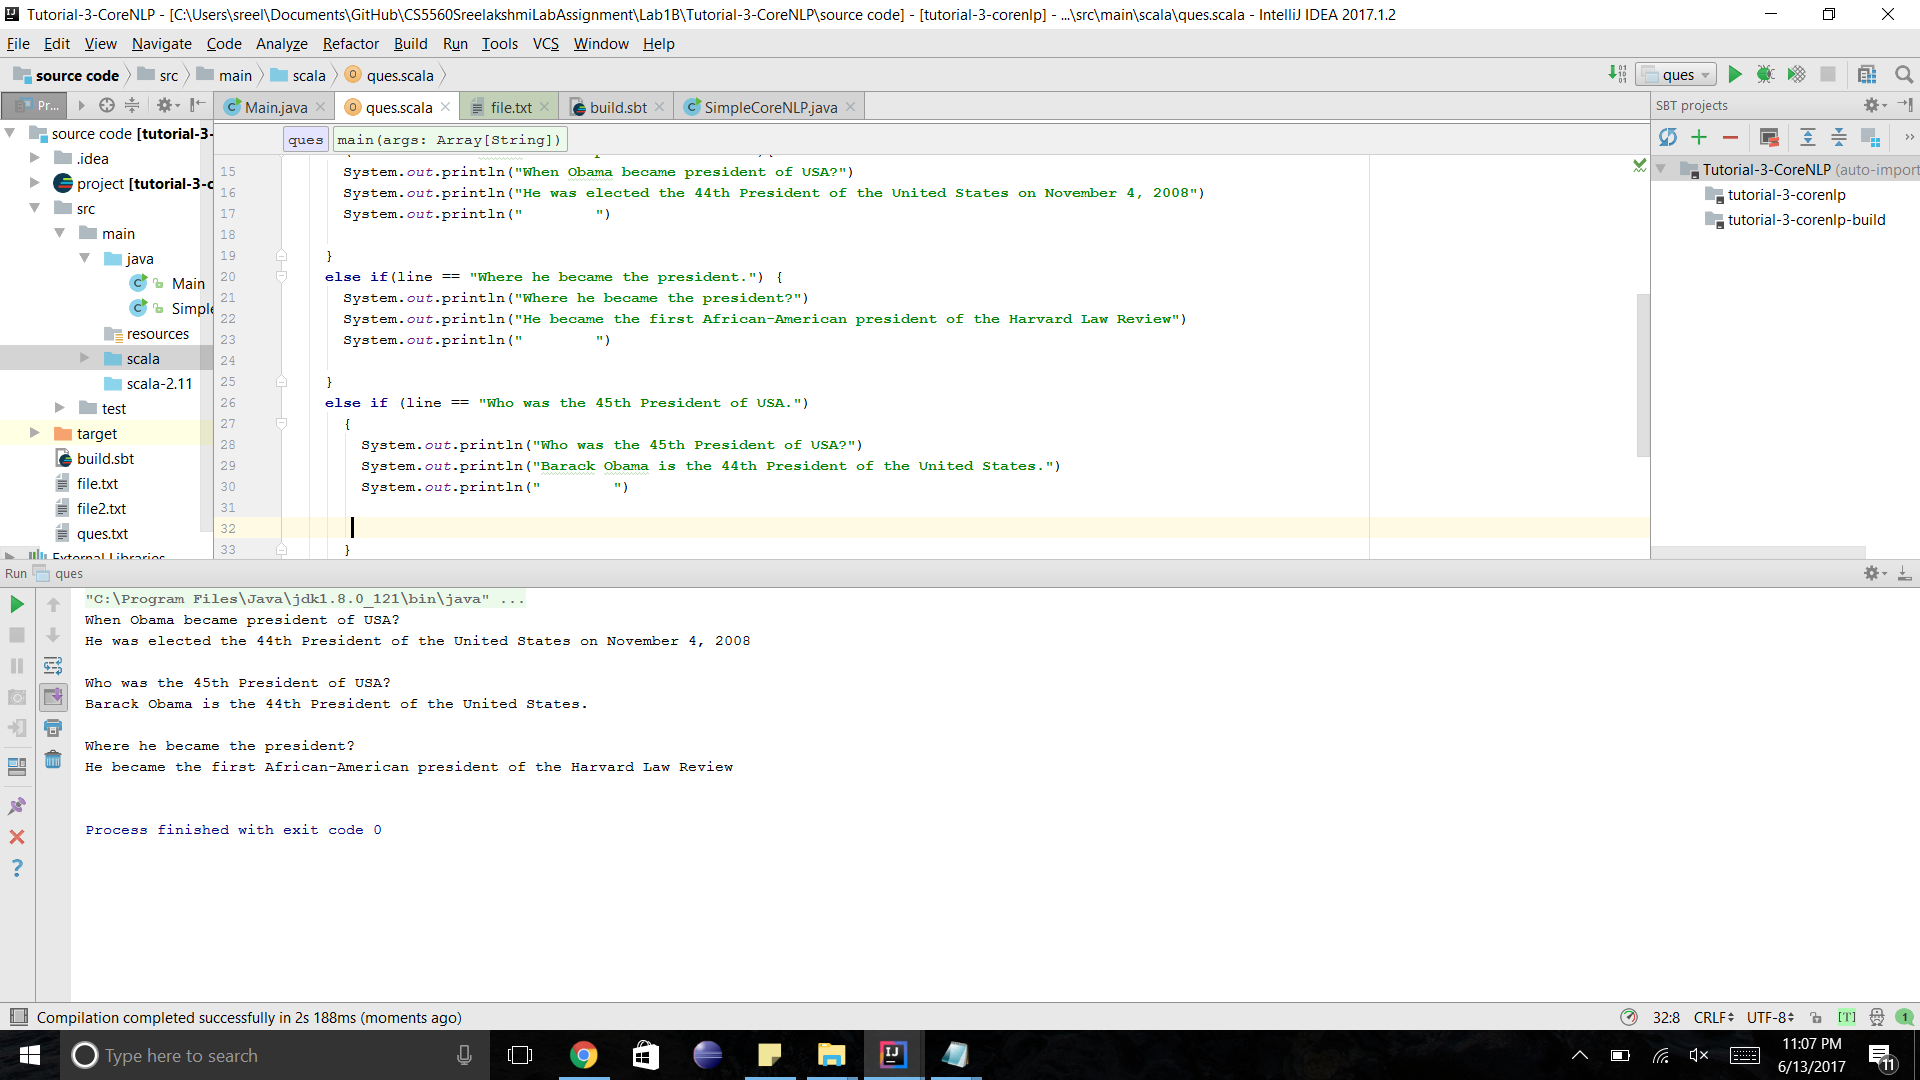 Tutorial-3-CoreNLP - [C:\Users\sreel\Documents\GitHub\CS5560SreelakshmiLabAssignment\Lab1B\Tutorial-3-CoreNLP\source code] - [tutorial-3-corenlp] - ...\src\main\scala\ques.scala - IntelliJ IDEA 2017.1.2
File Edit View Navigate Code Analyze Refactor Build Run Tools VCS Window Help
source code src main scala ques.scala
ques
Pr... Main.java ques.scala file.txt build.sbt SimpleCoreNLP.java
SBT projects
ques main(args: Array[String])
source code [tutorial-3-
.idea
project [tutorial-3-c
src
main
java
Main
Simple
resources
scala
scala-2.11
test
target
build.sbt
file.txt
file2.txt
ques.txt
External Libraries
15 System.out.println("When Obama became president of USA?")
16 System.out.println("He was elected the 44th President of the United States on November 4, 2008")
17 System.out.println("        ")
18
19 }
20 else if(line == "Where he became the president.") {
21 System.out.println("Where he became the president?")
22 System.out.println("He became the first African-American president of the Harvard Law Review")
23 System.out.println("        ")
24
25 }
26 else if (line == "Who was the 45th President of USA.")
27 {
28 System.out.println("Who was the 45th President of USA?")
29 System.out.println("Barack Obama is the 44th President of the United States.")
30 System.out.println("        ")
31
32
33 }
Tutorial-3-CoreNLP (auto-import
tutorial-3-corenlp
tutorial-3-corenlp-build
Run ques
"C:\Program Files\Java\jdk1.8.0_121\bin\java" ...
When Obama became president of USA?
He was elected the 44th President of the United States on November 4, 2008
Who was the 45th President of USA?
Barack Obama is the 44th President of the United States.
Where he became the president?
He became the first African-American president of the Harvard Law Review
Process finished with exit code 0
Compilation completed successfully in 2s 188ms (moments ago)
32:8 CRLF UTF-8 [T] 1
Type here to search
11:07 PM
6/13/2017
11